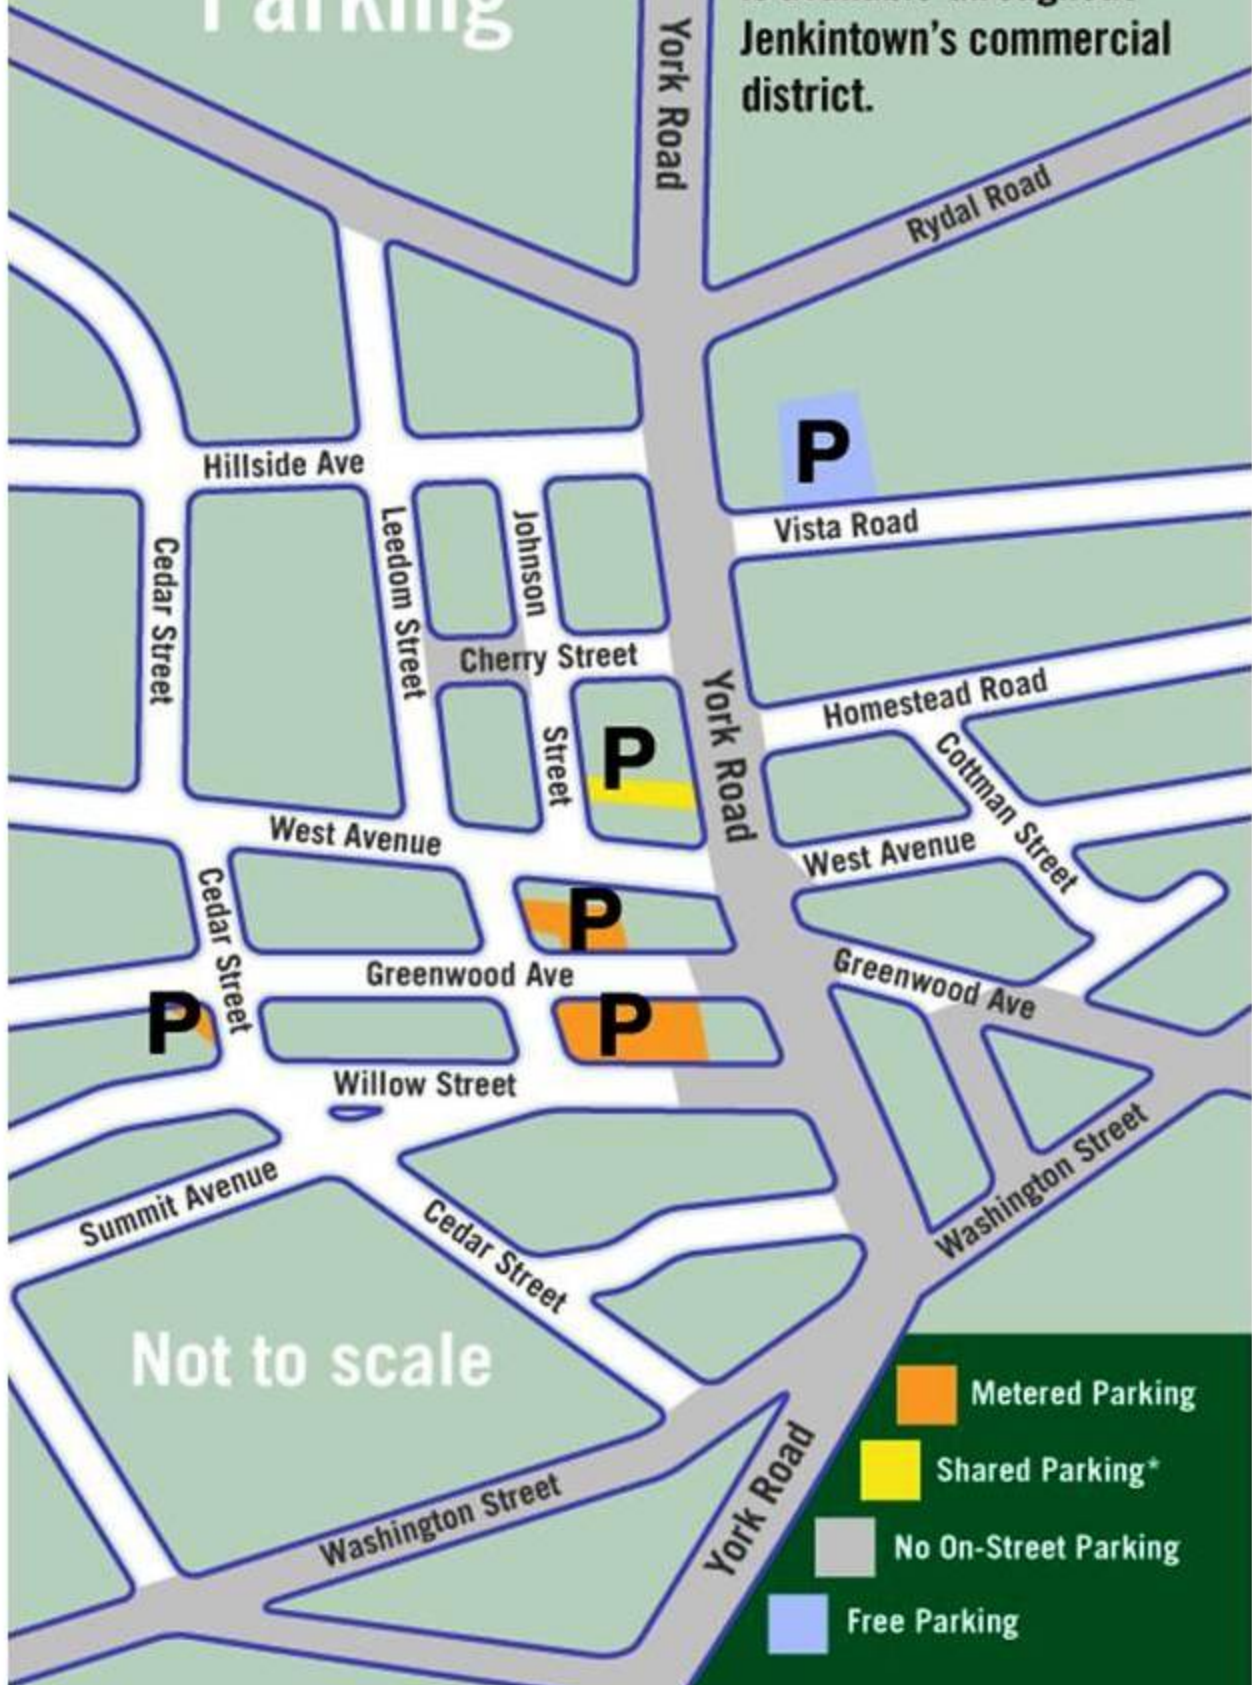 Parking
Jenkintown's commercial
district.
York Road
Rydal Road
P
Hillside Ave
Vista Road
Cedar Street
Leedom Street
Johnson
Street
Cherry Street
York Road
Homestead Road
Cottman Street
P
West Avenue
West Avenue
Cedar Street
P
Greenwood Ave
Greenwood Ave
P
P
Willow Street
Washington Street
Summit Avenue
Cedar Street
Not to scale
Washington Street
York Road
Metered Parking
Shared Parking*
No On-Street Parking
Free Parking